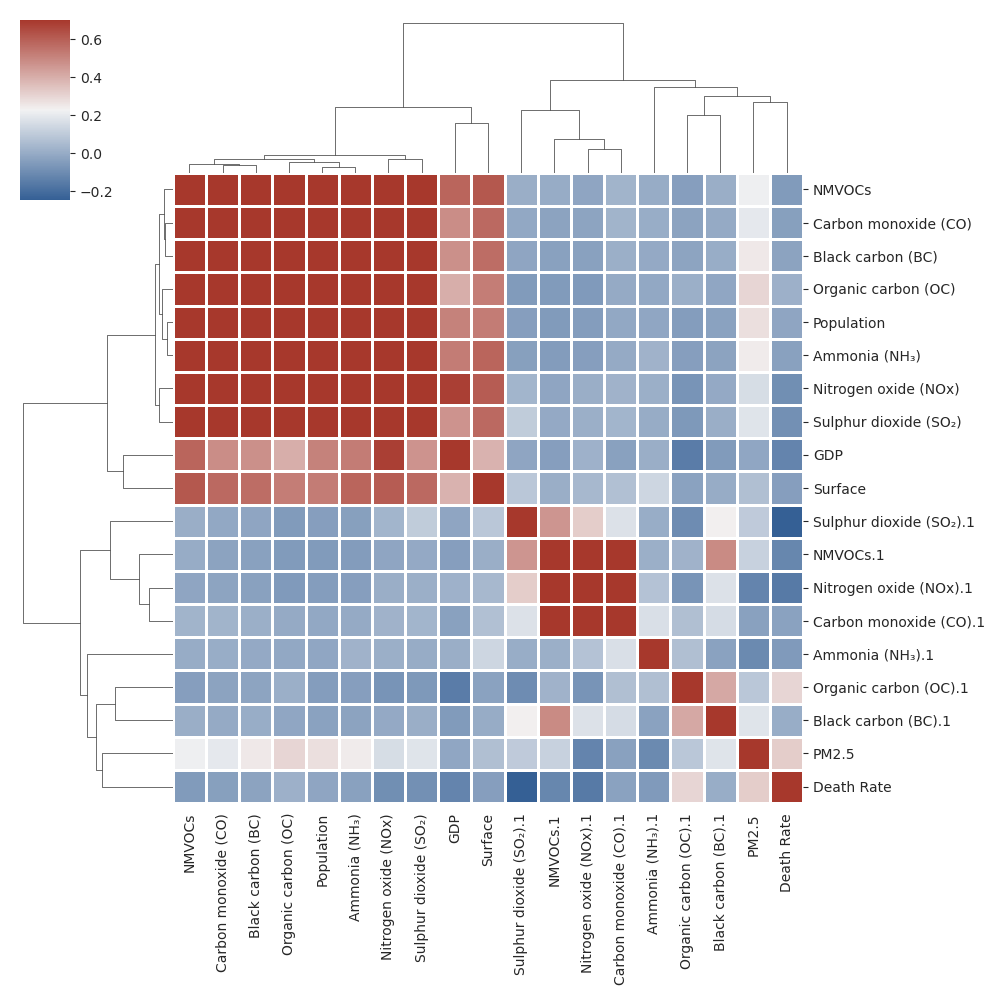 0.6
0.4
0.2
0.0
−0.2
NMVOCs
Carbon monoxide (CO)
Black carbon (BC)
Organic carbon (OC)
Population
Ammonia (NH₃)
Nitrogen oxide (NOx)
Sulphur dioxide (SO₂)
GDP
Surface
Sulphur dioxide (SO₂).1
NMVOCs.1
Nitrogen oxide (NOx).1
Carbon monoxide (CO).1
Ammonia (NH₃).1
Organic carbon (OC).1
Black carbon (BC).1
PM2.5
Death Rate
NMVOCs
Carbon monoxide (CO)
Black carbon (BC)
Organic carbon (OC)
Population
Ammonia (NH₃)
Nitrogen oxide (NOx)
Sulphur dioxide (SO₂)
GDP
Surface
Sulphur dioxide (SO₂).1
NMVOCs.1
Nitrogen oxide (NOx).1
Carbon monoxide (CO).1
Ammonia (NH₃).1
Organic carbon (OC).1
Black carbon (BC).1
PM2.5
Death Rate